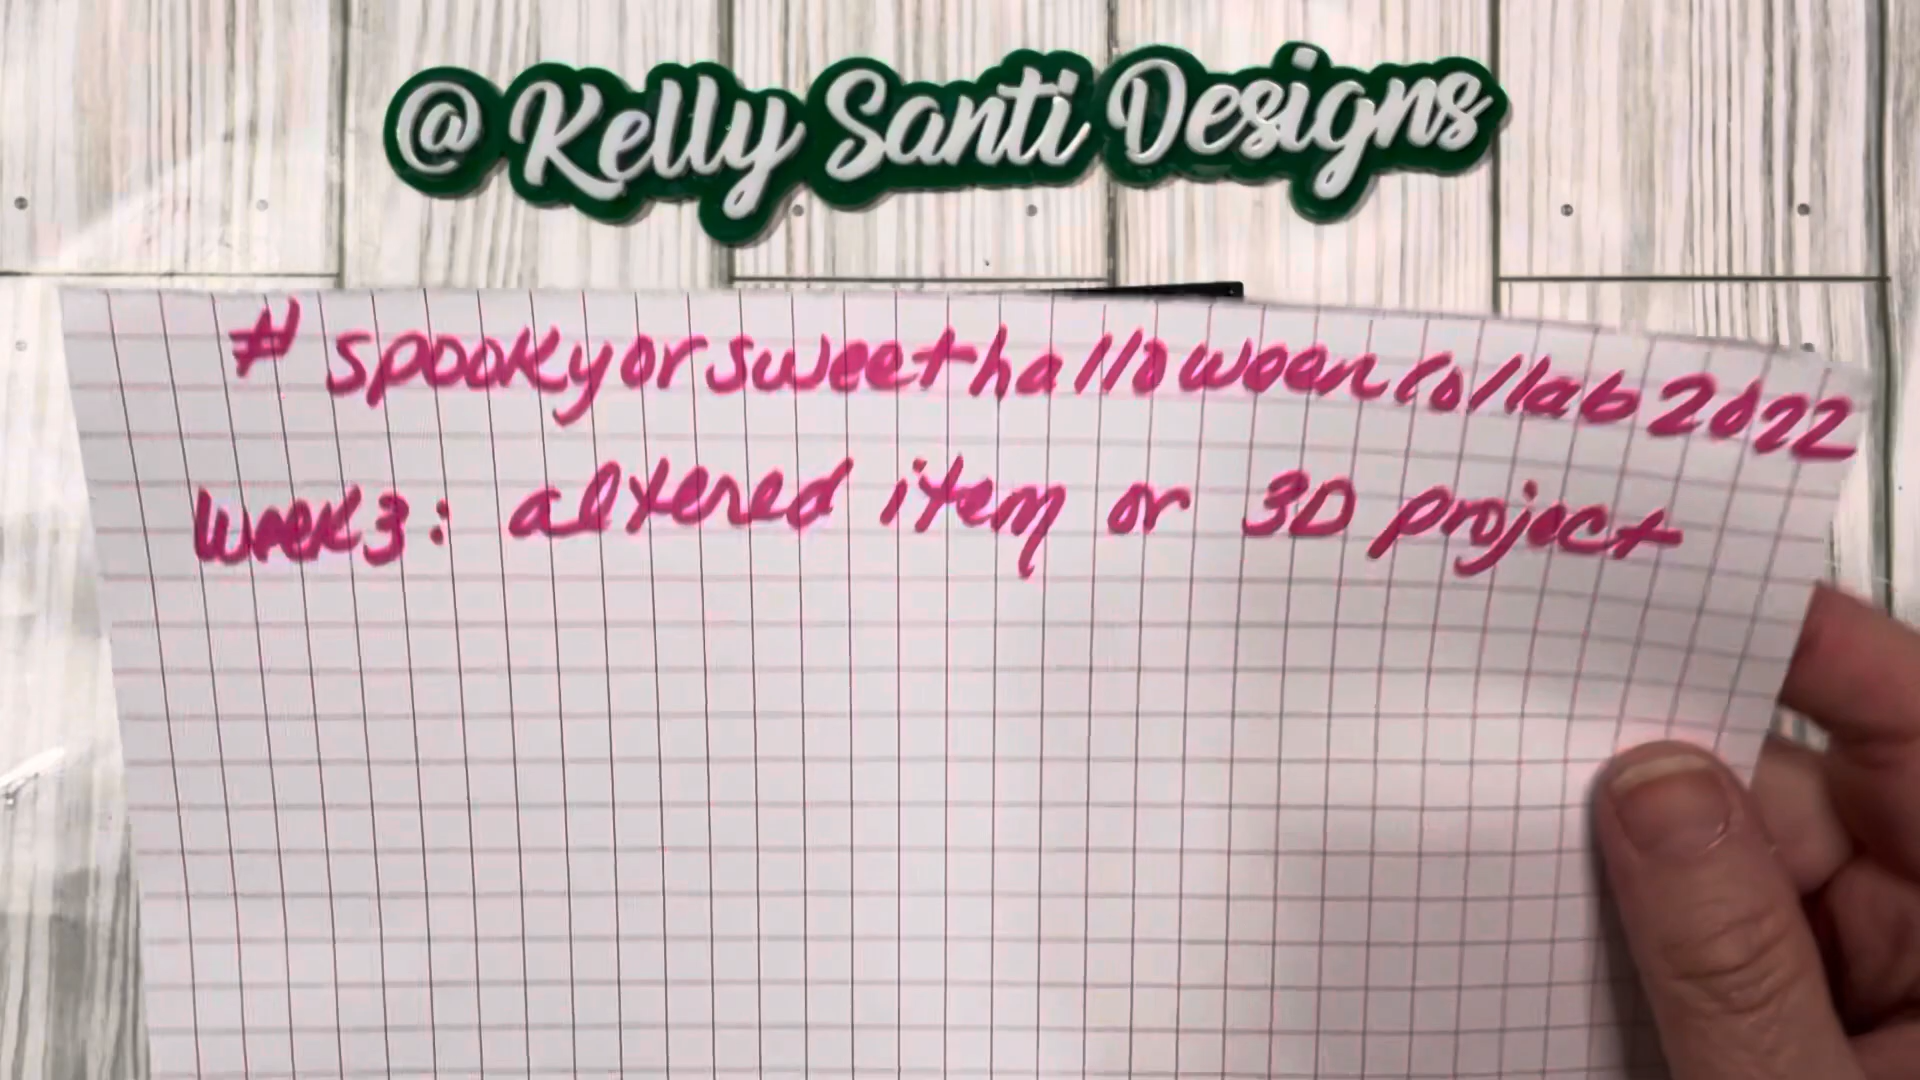 @Kelly Santi Designs
#spookyorsweethalloweencollab2022
week3: altered item or 3D project